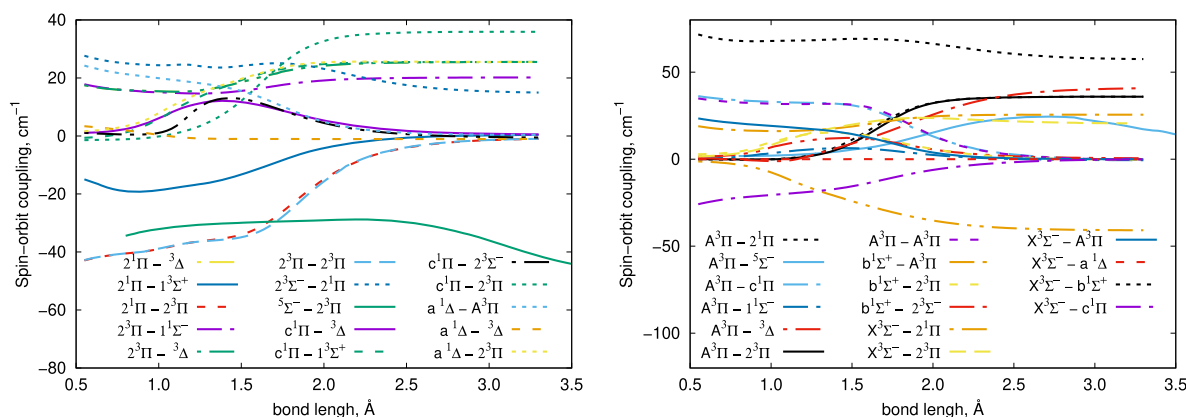 Spin−orbit coupling, cm⁻¹
40
20
0
−20
−40
−60
−80
2¹Π − ³Δ
2¹Π − 1³Σ⁺
2¹Π − 2³Π
2³Π − 1¹Σ⁻
2³Π − ³Δ
2³Π − 2³Π
2³Σ⁻ − 2¹Π
⁵Σ⁻ − 2³Π
c¹Π − ³Δ
c¹Π − 1³Σ⁺
c¹Π − 2³Σ⁻
c¹Π − 2³Π
a¹Δ − A³Π
a¹Δ − ³Δ
a¹Δ − 2³Π
0.5 1.0 1.5 2.0 2.5 3.0 3.5
bond lengh, Å
Spin−orbit coupling, cm⁻¹
50
0
−50
−100
A³Π − 2¹Π
A³Π − ⁵Σ⁻
A³Π − c¹Π
A³Π − 1¹Σ⁻
A³Π − ³Δ
A³Π − 2³Π
A³Π − A³Π
b¹Σ⁺ − A³Π
b¹Σ⁺ − 2³Π
b¹Σ⁺ − 2³Σ⁻
X³Σ⁻ − 2¹Π
X³Σ⁻ − 2³Π
X³Σ⁻ − A³Π
X³Σ⁻ − a¹Δ
X³Σ⁻ − b¹Σ⁺
X³Σ⁻ − c¹Π
0.5 1.0 1.5 2.0 2.5 3.0 3.5
bond lengh, Å